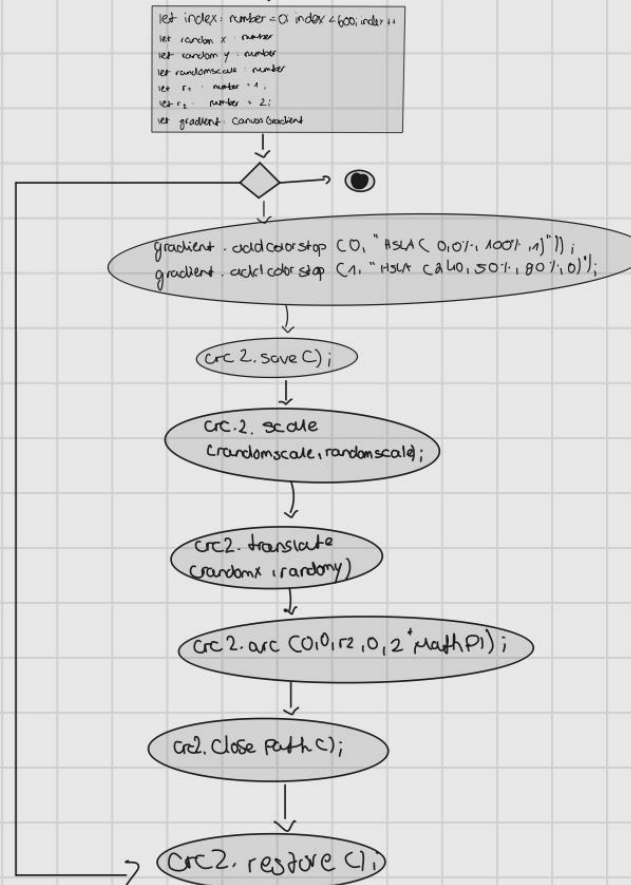 let index: number = 0; index < 600; index ++
let random x : number
let random y : number
let randomscale : number
let r1 : number = 1;
let r2 : number = 2;
let gradient: CanvasGradient
gradient.addcolorstop (0, "HSLA( 0,0%, 100%, 1)"));
gradient.addcolorstop (1, "HSLA (240, 50%, 80%, 0)");
crc 2. save();
crc.2. scale
(randomscale, randomscale);
crc2. translate
(randomx, randomy)
crc2. arc (0,0, r2, 0, 2*Math PI);
crc2. Close Path();
crc2. restore ();